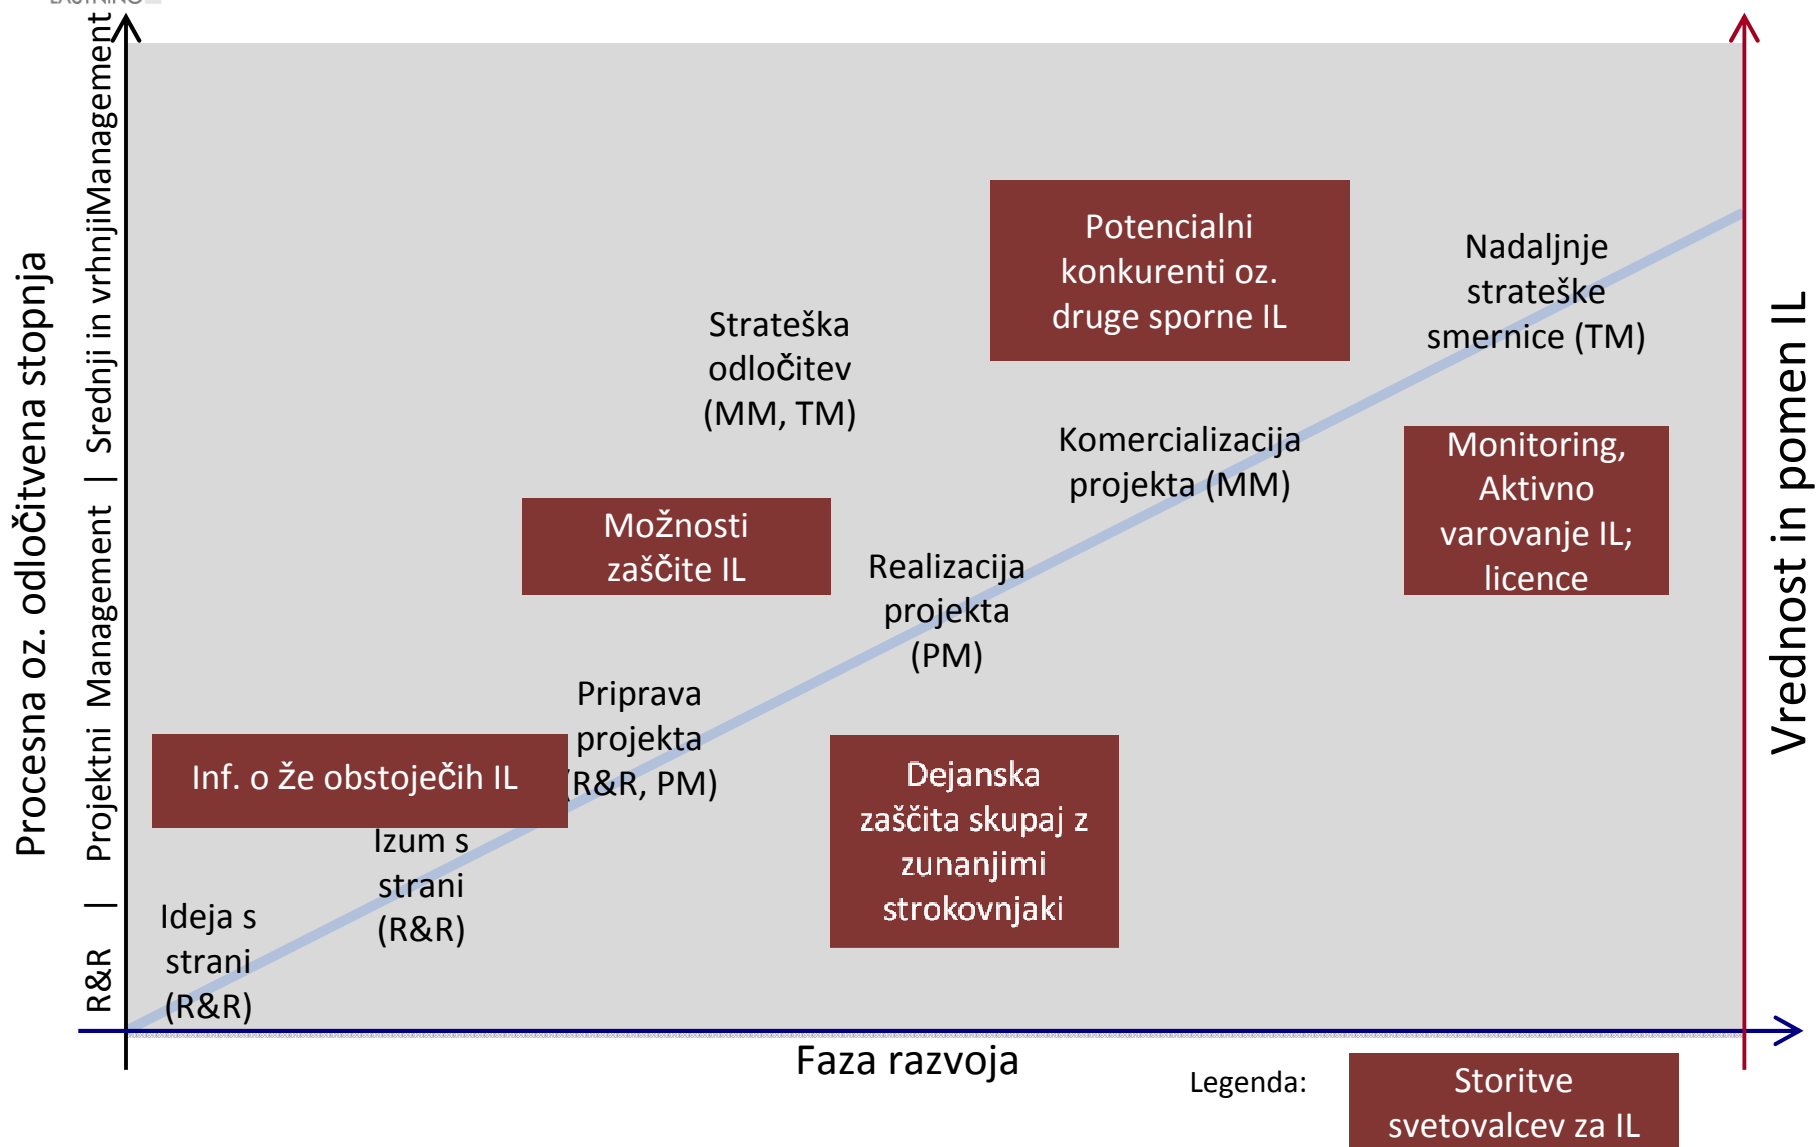 Procesna oz. odločitvena stopnja
R&R | Projektni Management | Srednji in vrhnjiManagement
Potencialni
konkurenti oz.
druge sporne IL
Nadaljnje
strateške
smernice (TM)
Strateška
odločitev
(MM, TM)
Komercializacija
projekta (MM)
Monitoring,
Aktivno
varovanje IL;
licence
Možnosti
zaščite IL
Realizacija
projekta
(PM)
Priprava
projekta
(R&R, PM)
Inf. o že obstoječih IL
Dejanska
zaščita skupaj z
zunanjimi
strokovnjaki
Izum s
strani
(R&R)
Ideja s
strani
(R&R)
Vrednost in pomen IL
Faza razvoja
Legenda:
Storitve
svetovalcev za IL